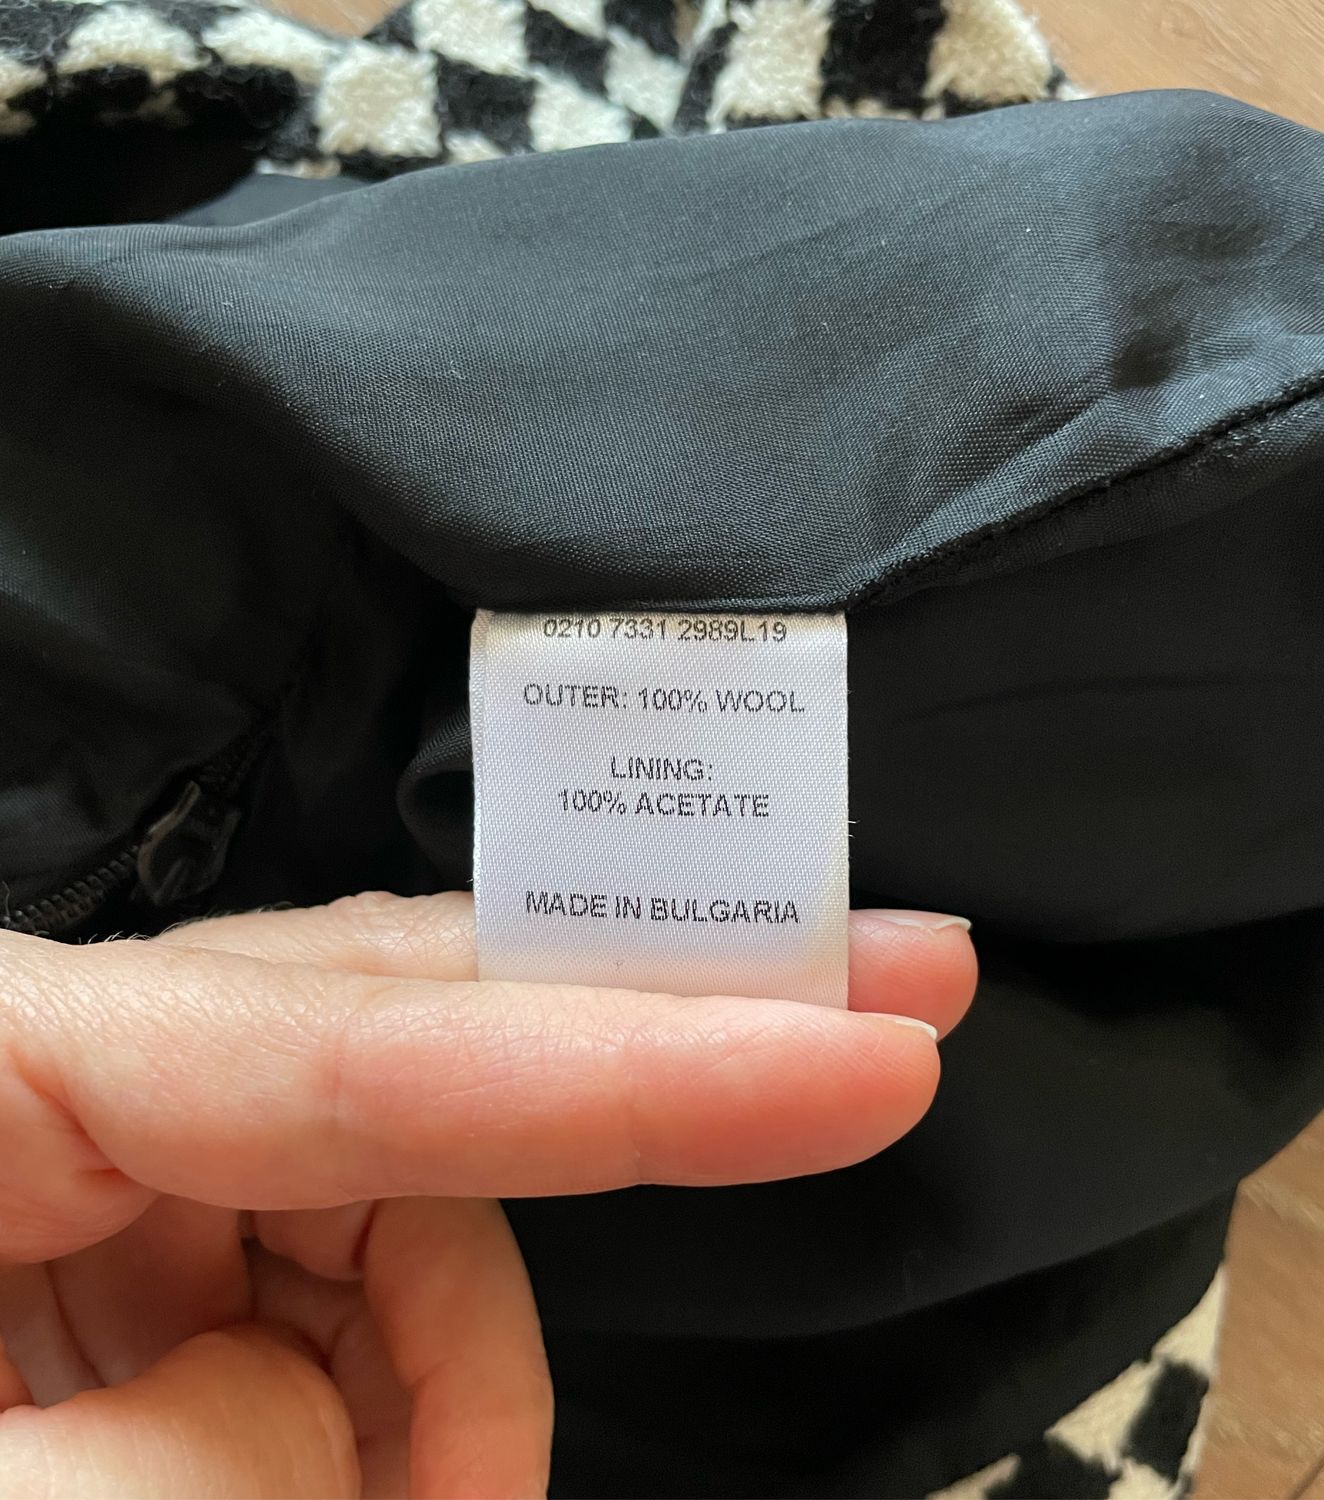 0210 7331 2989L19
OUTER: 100% WOOL
LINING:
100% ACETATE
MADE IN BULGARIA